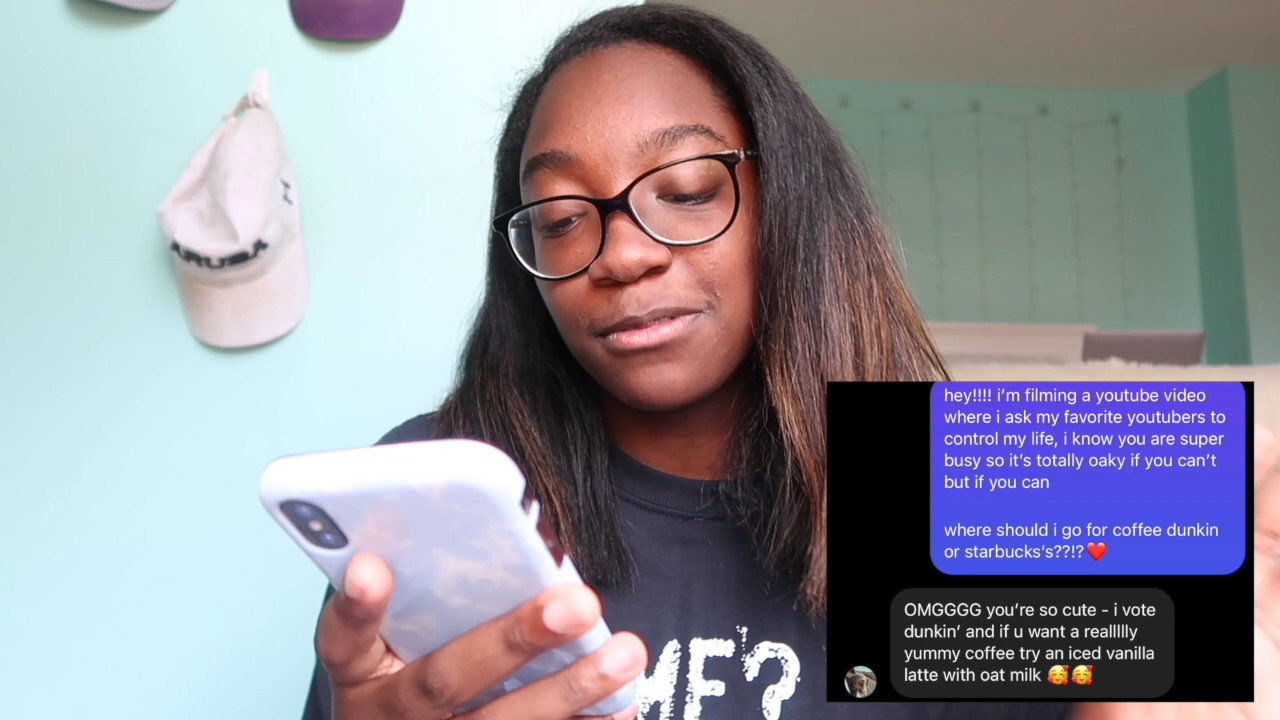 ARUBA
ME?
hey!!!! i'm filming a youtube video
where i ask my favorite youtubers to
control my life, i know you are super
busy so it's totally oaky if you can't
but if you can
where should i go for coffee dunkin
or starbucks's??!?❤️
OMGGGG you're so cute - i vote
dunkin' and if u want a reallllly
yummy coffee try an iced vanilla
latte with oat milk 🥰🥰